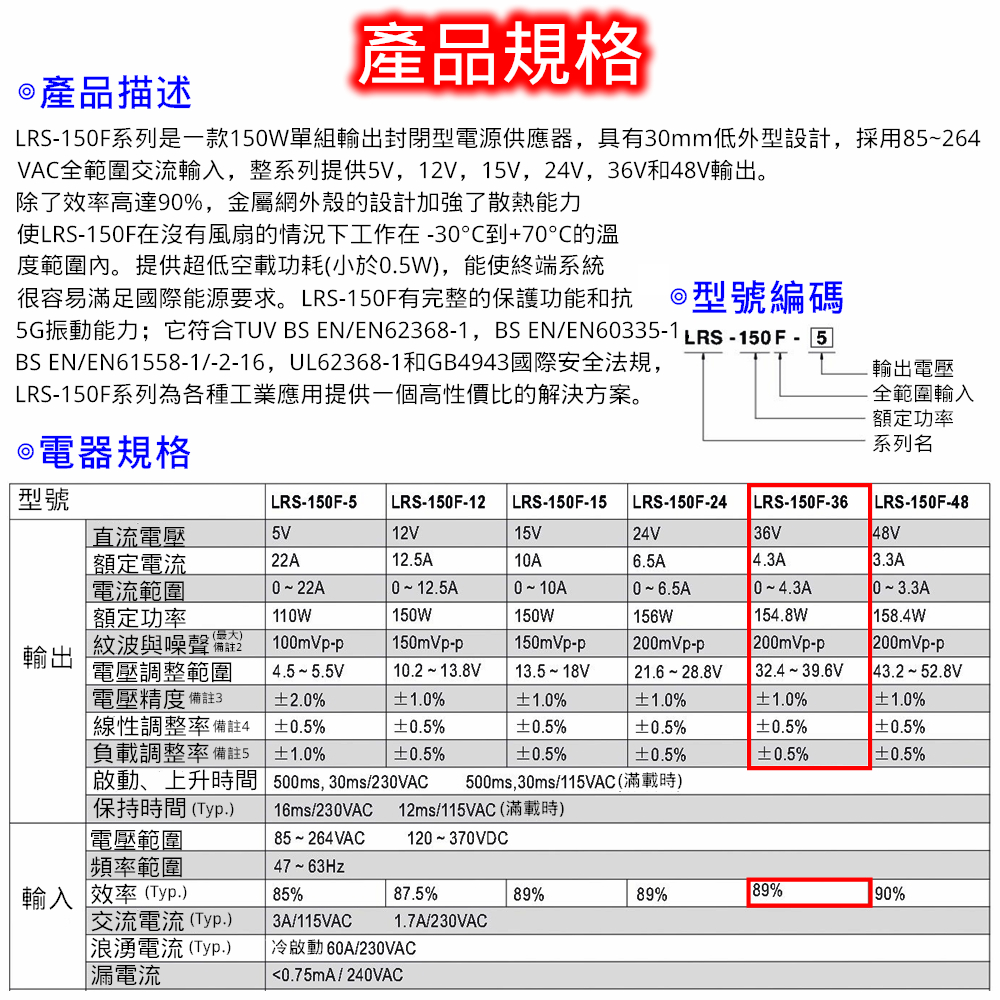 產品規格
◎產品描述
LRS-150F系列是一款150W單組輸出封閉型電源供應器，具有30mm低外型設計，採用85~264
VAC全範圍交流輸入，整系列提供5V，12V，15V，24V，36V和48V輸出。
除了效率高達90%，金屬網外殼的設計加強了散熱能力
使LRS-150F在沒有風扇的情況下工作在 -30°C到+70°C的溫
度範圍內。提供超低空載功耗(小於0.5W)，能使終端系統
很容易滿足國際能源要求。LRS-150F有完整的保護功能和抗
5G振動能力；它符合TUV BS EN/EN62368-1，BS EN/EN60335-1，
BS EN/EN61558-1/-2-16，UL62368-1和GB4943國際安全法規，
LRS-150F系列為各種工業應用提供一個高性價比的解決方案。
◎型號編碼
LRS - 150 F - 5
輸出電壓
全範圍輸入
額定功率
系列名
◎電器規格
型號 LRS-150F-5 LRS-150F-12 LRS-150F-15 LRS-150F-24 LRS-150F-36 LRS-150F-48
輸出
直流電壓 5V 12V 15V 24V 36V 48V
額定電流 22A 12.5A 10A 6.5A 4.3A 3.3A
電流範圍 0 ~ 22A 0 ~ 12.5A 0 ~ 10A 0 ~ 6.5A 0 ~ 4.3A 0 ~ 3.3A
額定功率 110W 150W 150W 156W 154.8W 158.4W
紋波與噪聲 (最大) 備註2 100mVp-p 150mVp-p 150mVp-p 200mVp-p 200mVp-p 200mVp-p
電壓調整範圍 4.5 ~ 5.5V 10.2 ~ 13.8V 13.5 ~ 18V 21.6 ~ 28.8V 32.4 ~ 39.6V 43.2 ~ 52.8V
電壓精度 備註3 ±2.0% ±1.0% ±1.0% ±1.0% ±1.0% ±1.0%
線性調整率 備註4 ±0.5% ±0.5% ±0.5% ±0.5% ±0.5% ±0.5%
負載調整率 備註5 ±1.0% ±0.5% ±0.5% ±0.5% ±0.5% ±0.5%
啟動、上升時間 500ms, 30ms/230VAC 500ms,30ms/115VAC(滿載時)
保持時間 (Typ.) 16ms/230VAC 12ms/115VAC (滿載時)
輸入
電壓範圍 85 ~ 264VAC 120 ~ 370VDC
頻率範圍 47 ~ 63Hz
效率 (Typ.) 85% 87.5% 89% 89% 89% 90%
交流電流 (Typ.) 3A/115VAC 1.7A/230VAC
浪湧電流 (Typ.) 冷啟動 60A/230VAC
漏電流 <0.75mA / 240VAC